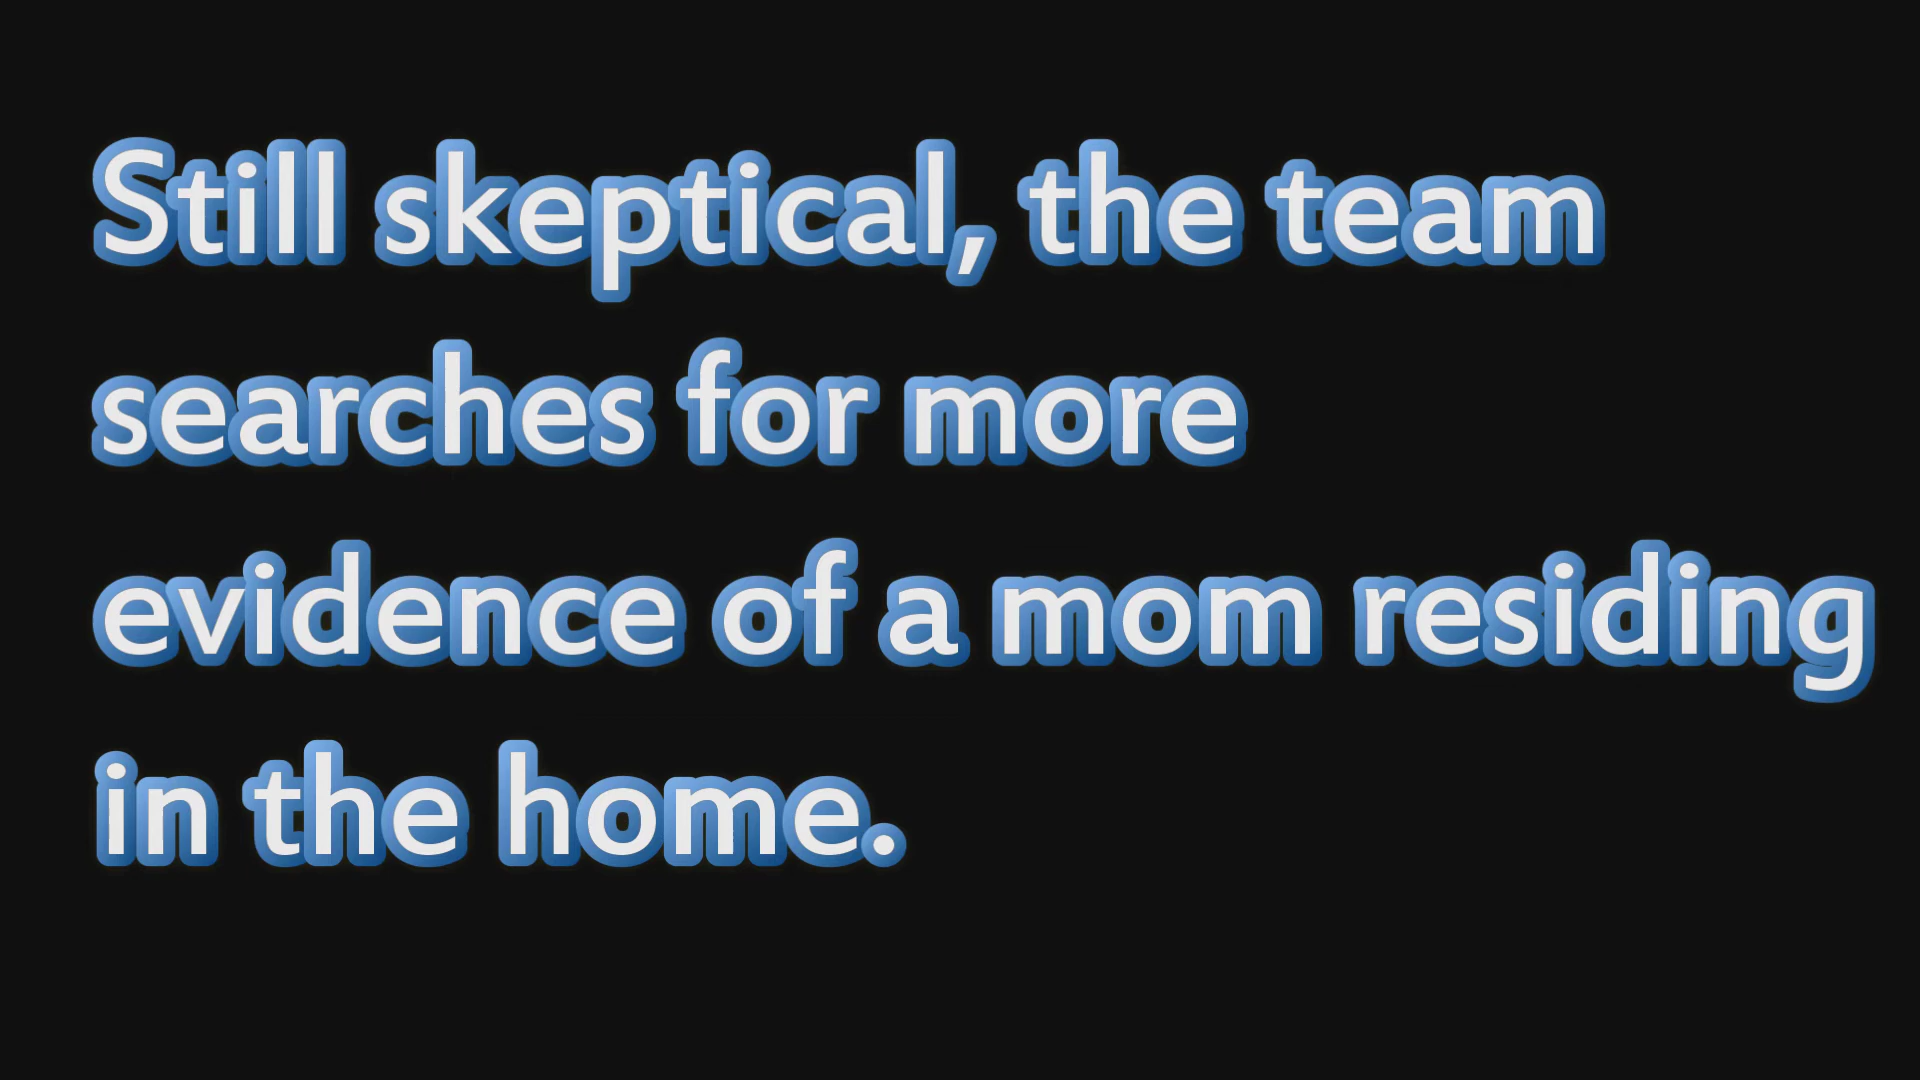 Still skeptical, the team
searches for more
evidence of a mom residing
in the home.